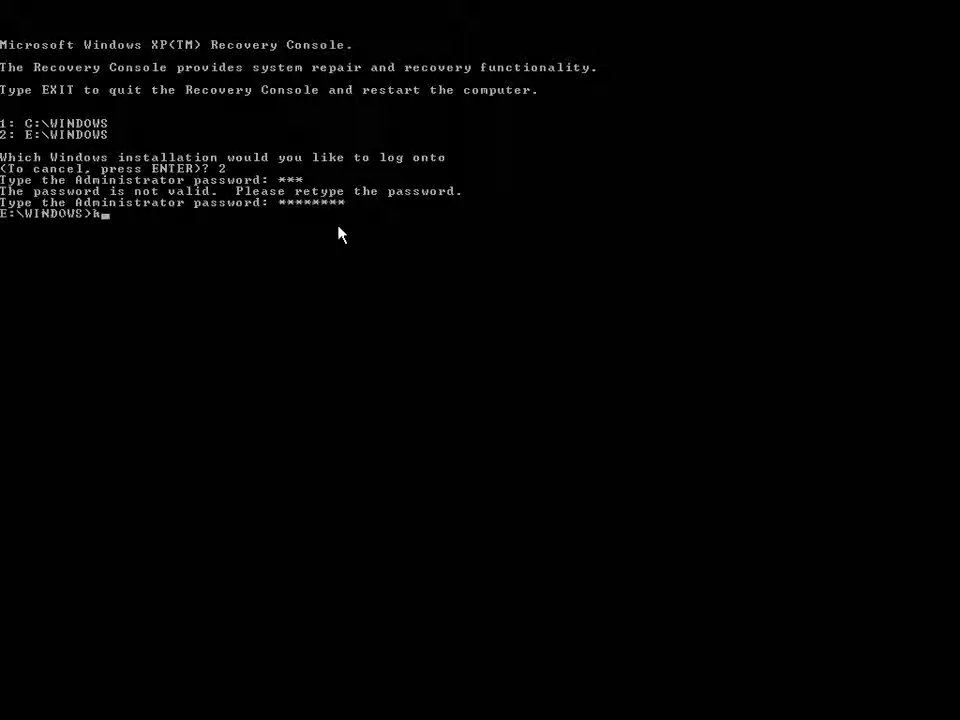 Microsoft Windows XP(TM) Recovery Console.
The Recovery Console provides system repair and recovery functionality.
Type EXIT to quit the Recovery Console and restart the computer.
1: C:\WINDOWS
2: E:\WINDOWS
Which Windows installation would you like to log onto
(To cancel, press ENTER)? 2
Type the Administrator password: ***
The password is not valid.  Please retype the password.
Type the Administrator password: ********
E:\WINDOWS>h